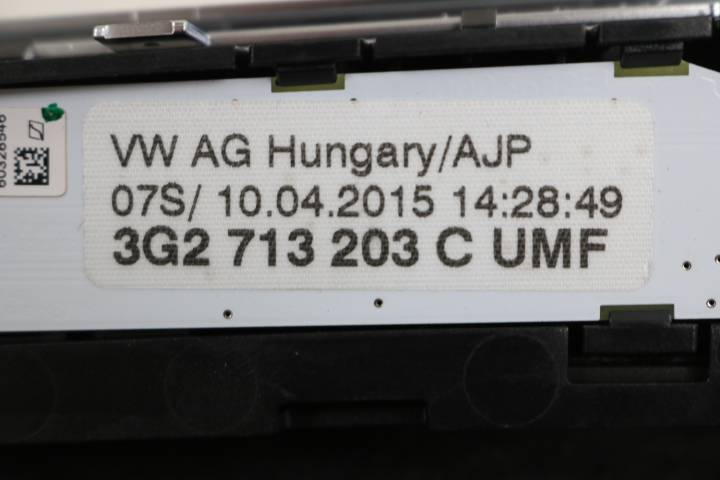 VW AG Hungary/AJP
07S/ 10.04.2015 14:28:49
3G2 713 203 C UMF